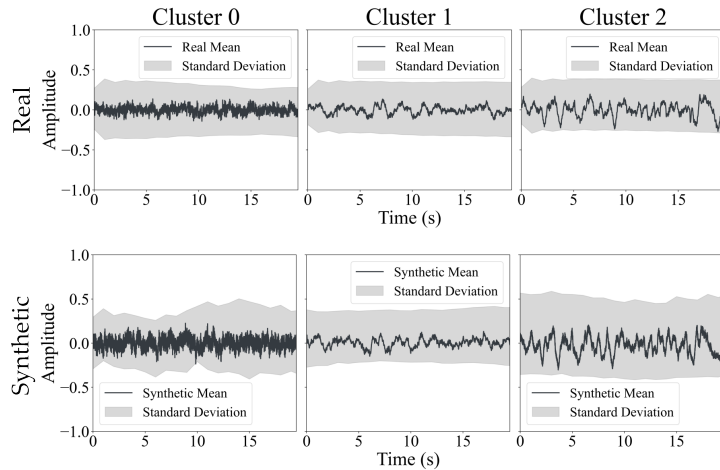 Cluster 0 Cluster 1 Cluster 2
Real
Amplitude
1.0
0.5
0.0
−0.5
−1.0
Real Mean
Standard Deviation
Real Mean
Standard Deviation
Real Mean
Standard Deviation
0 5 10 15 0 5 10 15 0 5 10 15
Time (s)
Synthetic
Amplitude
1.0
0.5
0.0
−0.5
−1.0
Synthetic Mean
Standard Deviation
Synthetic Mean
Standard Deviation
Synthetic Mean
Standard Deviation
0 5 10 15 0 5 10 15 0 5 10 15
Time (s)